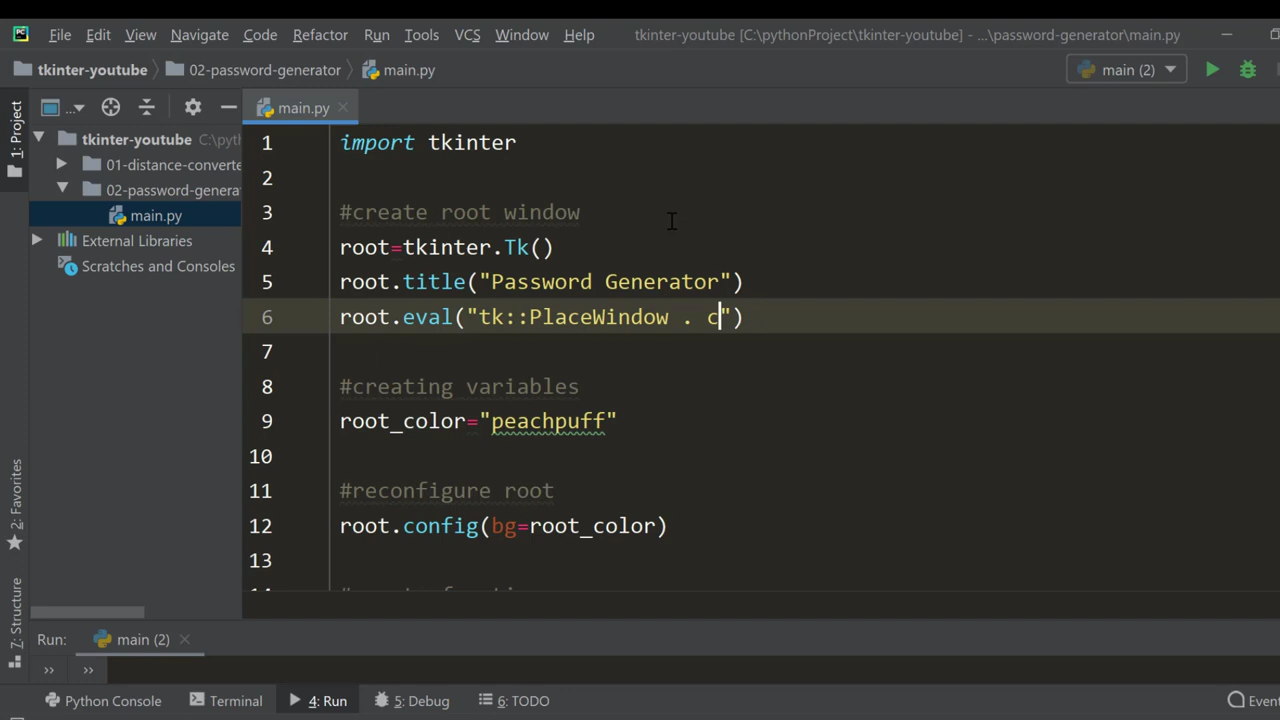 File Edit View Navigate Code Refactor Run Tools VCS Window Help tkinter-youtube [C:\pythonProject\tkinter-youtube] - ...\password-generator\main.py
tkinter-youtube 02-password-generator main.py main (2)
1: Project
...
main.py
tkinter-youtube C:\pyth
01-distance-converte
02-password-genera
main.py
External Libraries
Scratches and Consoles
1 import tkinter
2
3 #create root window
4 root=tkinter.Tk()
5 root.title("Password Generator")
6 root.eval("tk::PlaceWindow . c")
7
8 #creating variables
9 root_color="peachpuff"
10
11 #reconfigure root
12 root.config(bg=root_color)
13
2: Favorites
7: Structure
Run: main (2)
>> >>
Python Console Terminal 4: Run 5: Debug 6: TODO Event